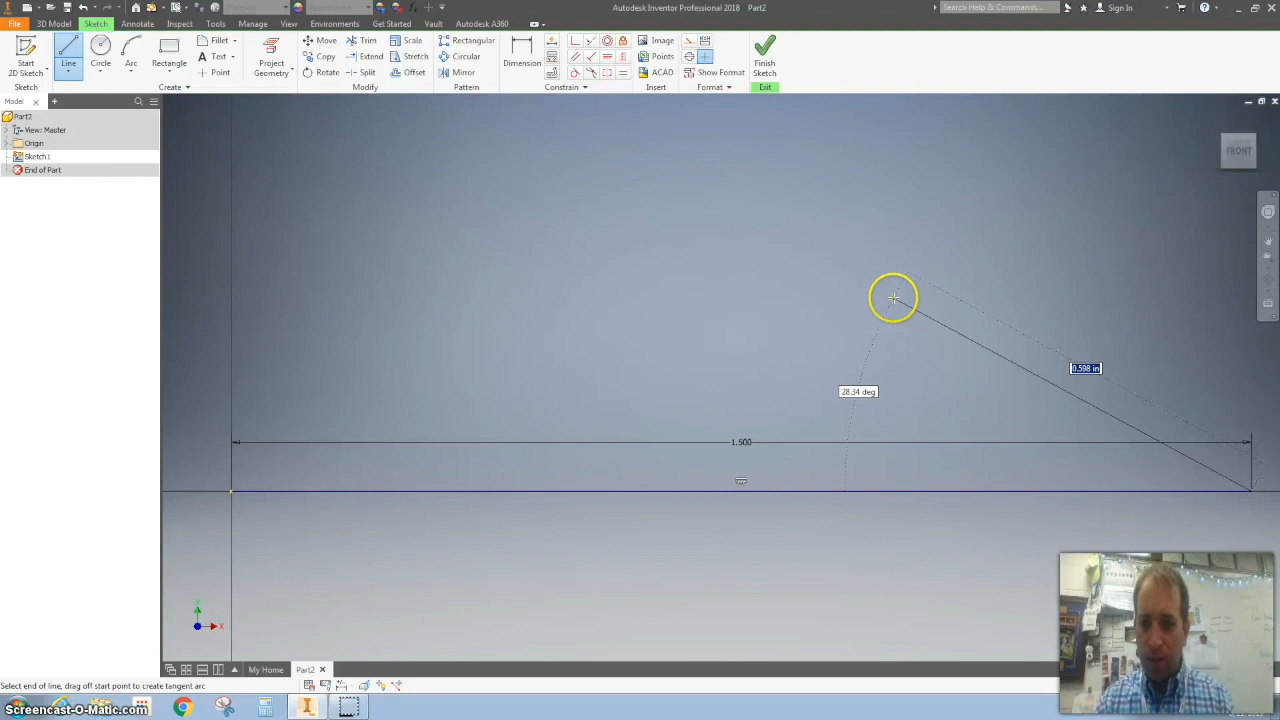 Autodesk Inventor Professional 2018 Part2
Search Help & Commands...
Sign In
File
3D Model
Sketch
Annotate
Inspect
Tools
Manage
View
Environments
Get Started
Vault
Autodesk A360
Start
2D Sketch
Line
Circle
Arc
Rectangle
Fillet
Text
Point
Project
Geometry
Move
Copy
Rotate
Trim
Extend
Split
Scale
Stretch
Offset
Rectangular
Circular
Mirror
Dimension
Image
Points
ACAD
Show Format
Finish
Sketch
Sketch
Create
Modify
Pattern
Constrain
Insert
Format
Exit
Model
Part2
View: Master
Origin
Sketch1
End of Part
FRONT
0.598 in
28.34 deg
1.500
Y
X
My Home
Part2
Select end of line, drag off start point to create tangent arc
Screencast-O-Matic.com